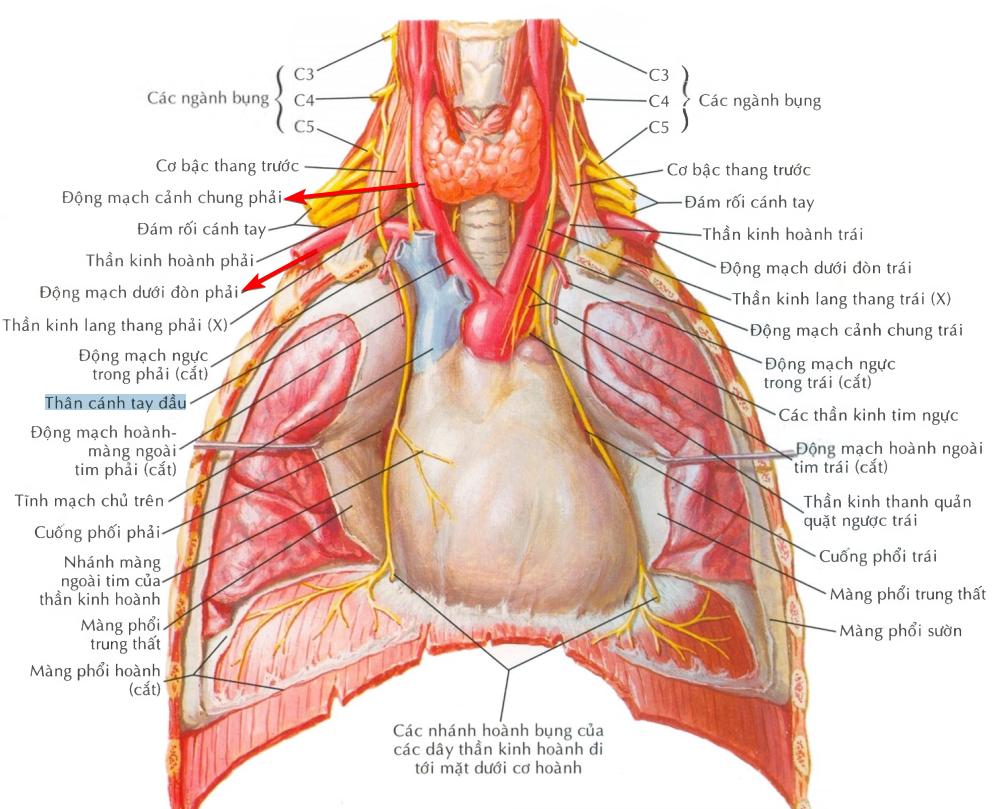 C3
Các ngành bụng
C4
C5
Cơ bậc thang trước
Động mạch cảnh chung phải
Đám rối cánh tay
Thần kinh hoành phải
Động mạch dưới đòn phải
Thần kinh lang thang phải (X)
Động mạch ngực
trong phải (cắt)
Thân cánh tay đầu
Động mạch hoành-
màng ngoài
tim phải (cắt)
Tĩnh mạch chủ trên
Cuống phối phải
Nhánh màng
ngoài tim của
thần kinh hoành
Màng phổi
trung thất
Màng phổi hoành
(cắt)
C3
C4
Các ngành bụng
C5
Cơ bậc thang trước
Đám rối cánh tay
Thần kinh hoành trái
Động mạch dưới đòn trái
Thần kinh lang thang trái (X)
Động mạch cảnh chung trái
Động mạch ngực
trong trái (cắt)
Các thần kinh tim ngực
Động mạch hoành ngoài
tim trái (cắt)
Thần kinh thanh quản
quặt ngược trái
Cuống phổi trái
Màng phổi trung thất
Màng phổi sườn
Các nhánh hoành bụng của
các dây thần kinh hoành đi
tới mặt dưới cơ hoành